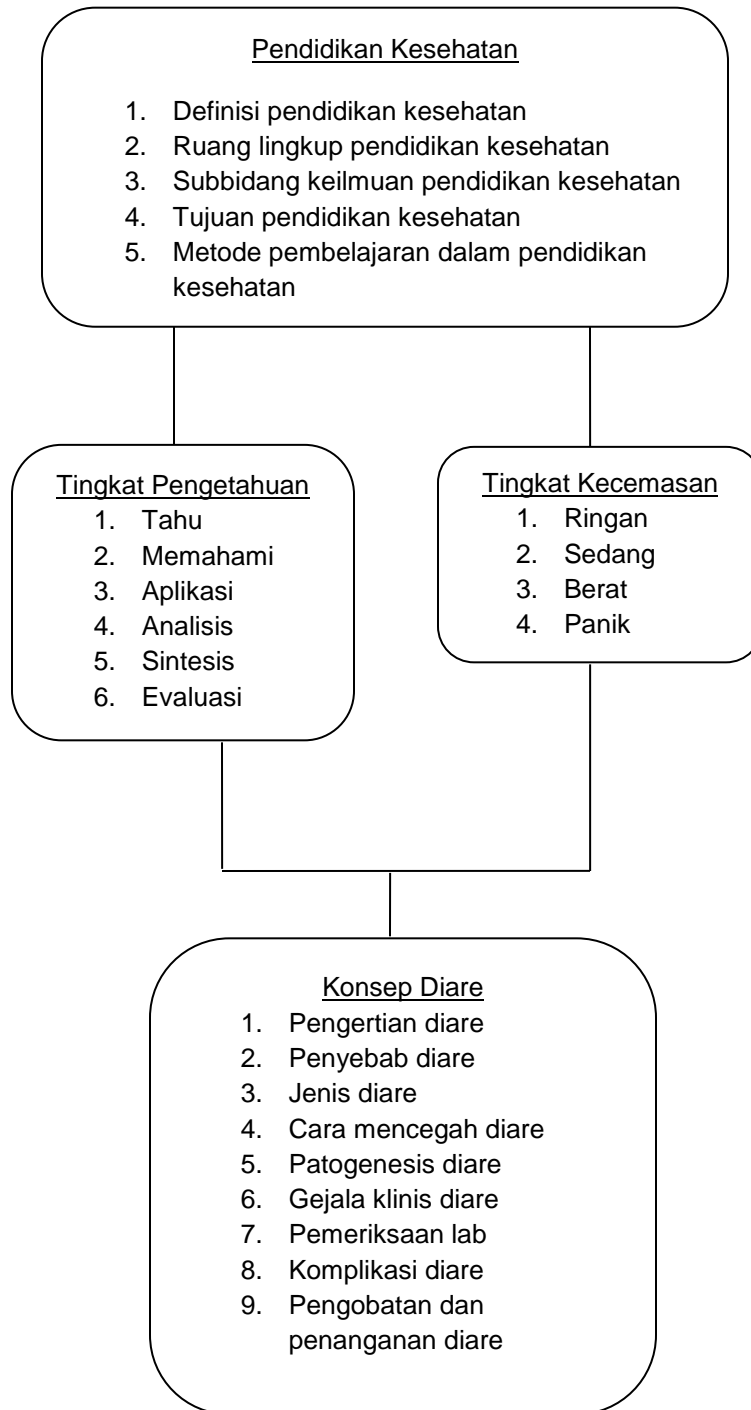 Pendidikan Kesehatan
1. Definisi pendidikan kesehatan
2. Ruang lingkup pendidikan kesehatan
3. Subbidang keilmuan pendidikan kesehatan
4. Tujuan pendidikan kesehatan
5. Metode pembelajaran dalam pendidikan
kesehatan
Tingkat Pengetahuan
1. Tahu
2. Memahami
3. Aplikasi
4. Analisis
5. Sintesis
6. Evaluasi
Tingkat Kecemasan
1. Ringan
2. Sedang
3. Berat
4. Panik
Konsep Diare
1. Pengertian diare
2. Penyebab diare
3. Jenis diare
4. Cara mencegah diare
5. Patogenesis diare
6. Gejala klinis diare
7. Pemeriksaan lab
8. Komplikasi diare
9. Pengobatan dan
penanganan diare